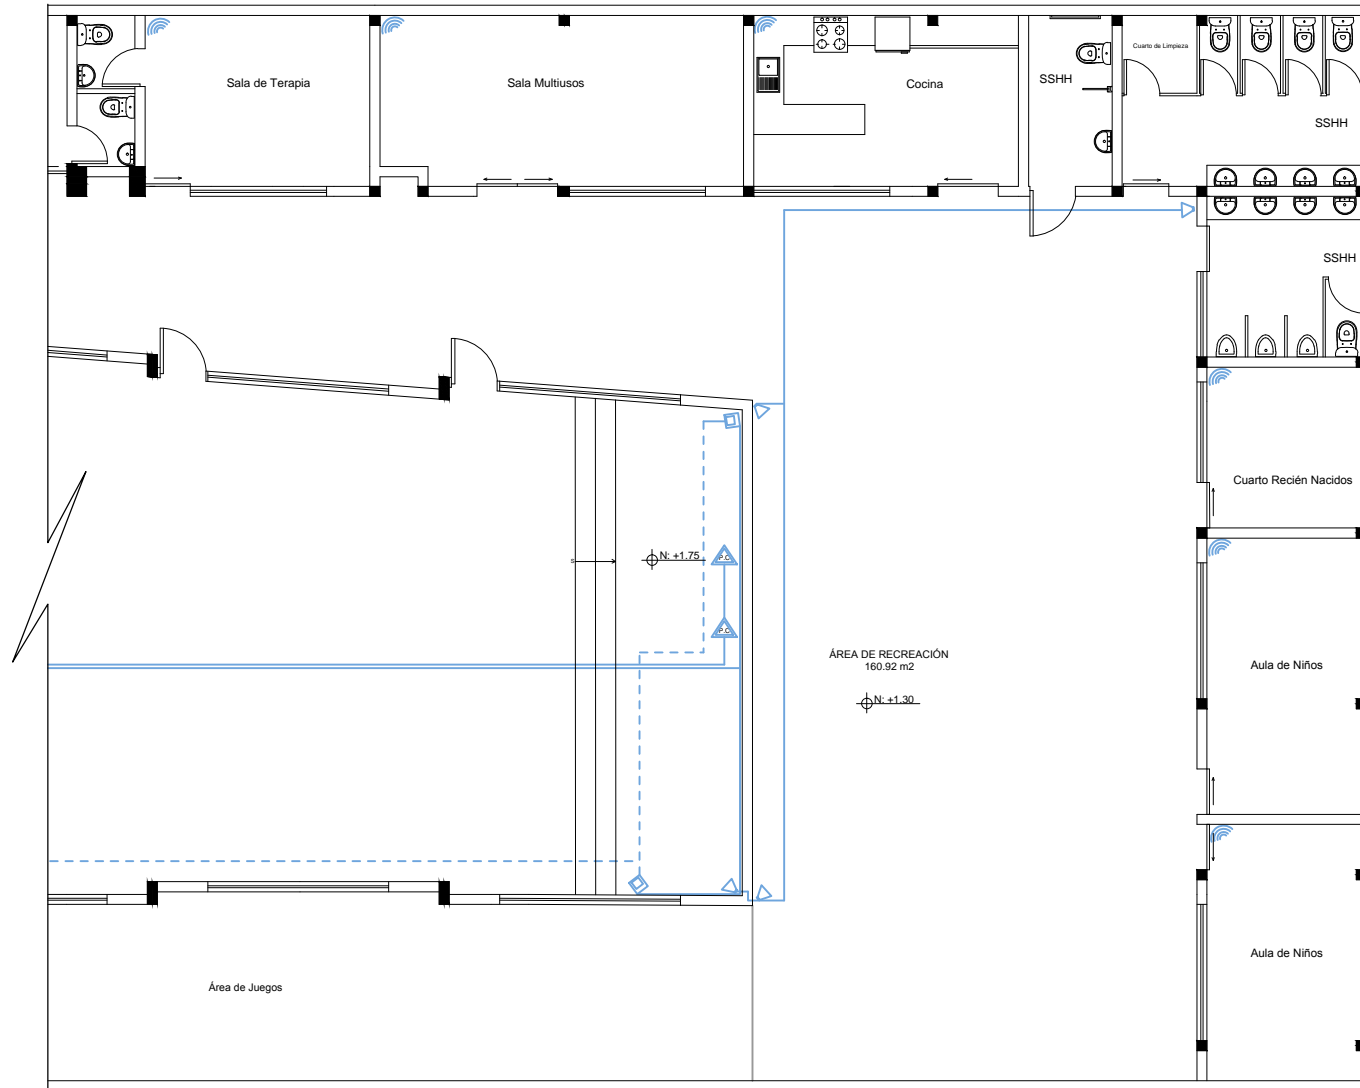 Sala de Terapia
Sala Multiusos
Cocina
SSHH
Cuarto de Limpieza
SSHH
SSHH
Cuarto Recién Nacidos
S
N: +1.75
P.C
P.C
ÁREA DE RECREACIÓN
160.92 m2
N: +1.30
Aula de Niños
Aula de Niños
Área de Juegos